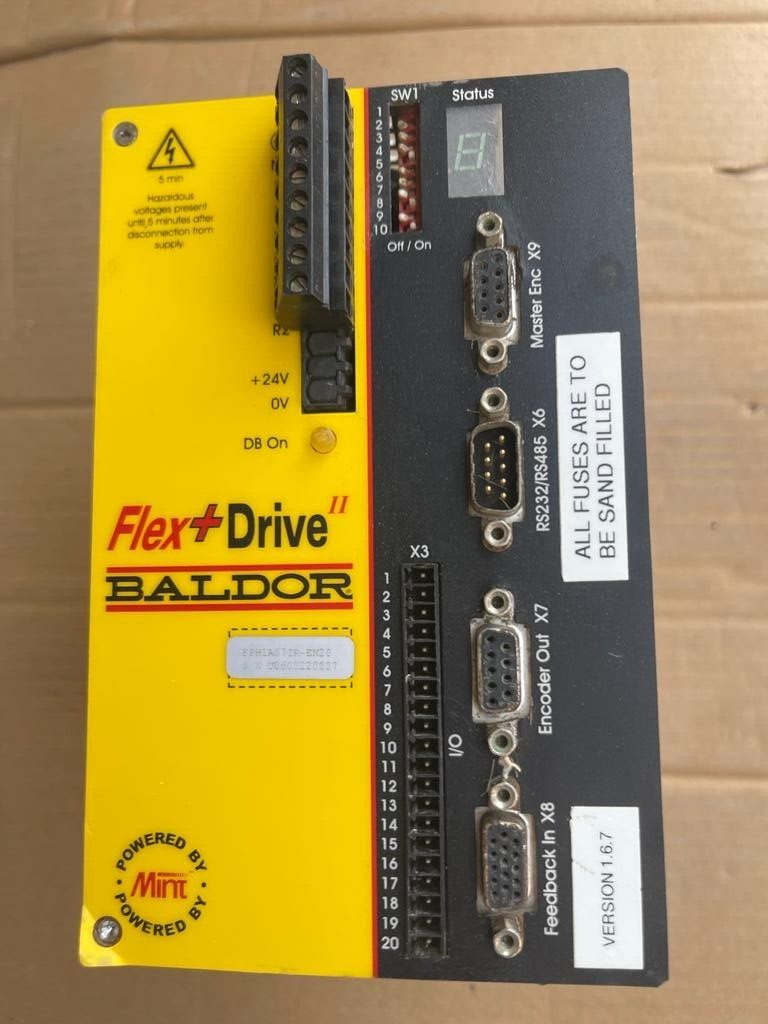 5 min
Hazardous
voltages present
until 5 minutes after
disconnection from
supply.
R2
+24V
0V
DB On
Flex+Drive II
BALDOR®
S/N
POWERED BY
Mint™
POWERED BY
SW1
1
2
3
4
5
6
7
8
9
10
Off / On
Status
Master Enc X9
RS232/RS485 X6
ALL FUSES ARE TO
BE SAND FILLED
X3
1
2
3
4
5
6
7
8
9
10
11
12
13
14
15
16
17
18
19
20
I/O
Encoder Out X7
Feedback In X8
VERSION 1.6.7